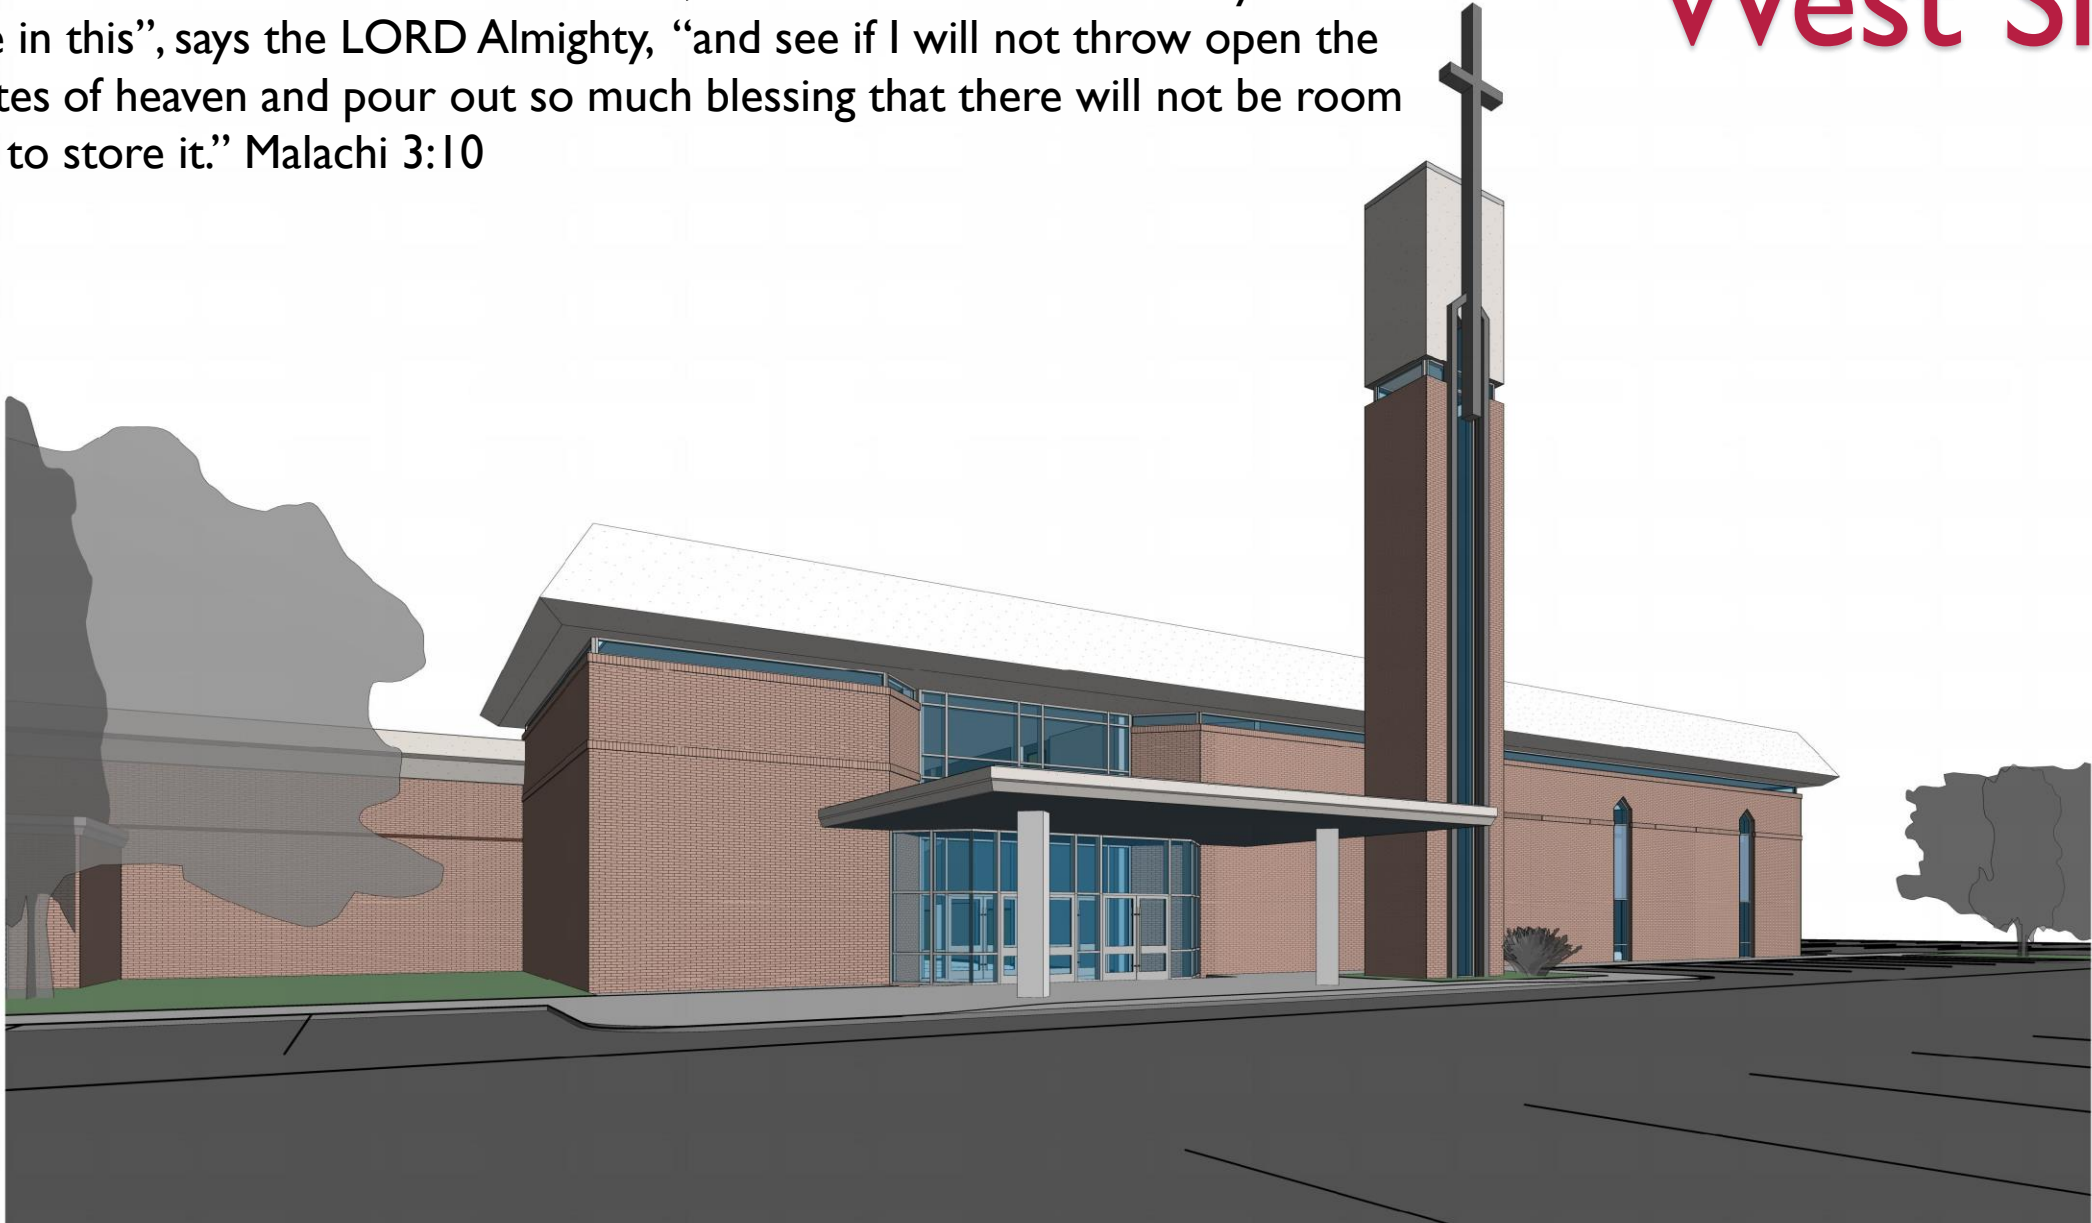 in this”, says the LORD Almighty, “and see if I will not throw open the
of heaven and pour out so much blessing that there will not be room
to store it.” Malachi 3:10
West